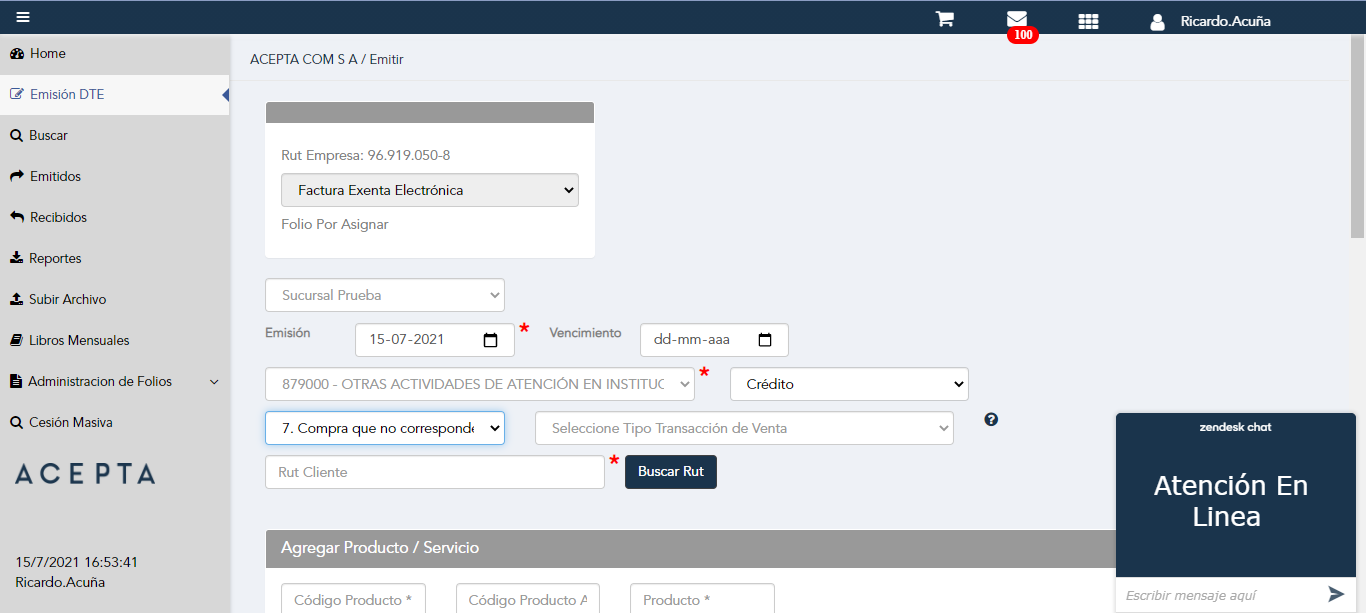 100
Ricardo.Acuña
Home
Emisión DTE
Buscar
Emitidos
Recibidos
Reportes
Subir Archivo
Libros Mensuales
Administracion de Folios
Cesión Masiva
ACEPTA
15/7/2021 16:53:41
Ricardo.Acuña
ACEPTA COM S A / Emitir
Rut Empresa: 96.919.050-8
Factura Exenta Electrónica
Folio Por Asignar
Sucursal Prueba
Emisión 15-07-2021 * Vencimiento dd-mm-aaa
879000 - OTRAS ACTIVIDADES DE ATENCIÓN EN INSTITUC * Crédito
7. Compra que no corresponde Seleccione Tipo Transacción de Venta ?
Rut Cliente * Buscar Rut
Agregar Producto / Servicio
Código Producto * Código Producto A Producto *
zendesk chat
Atención En
Linea
Escribir mensaje aquí